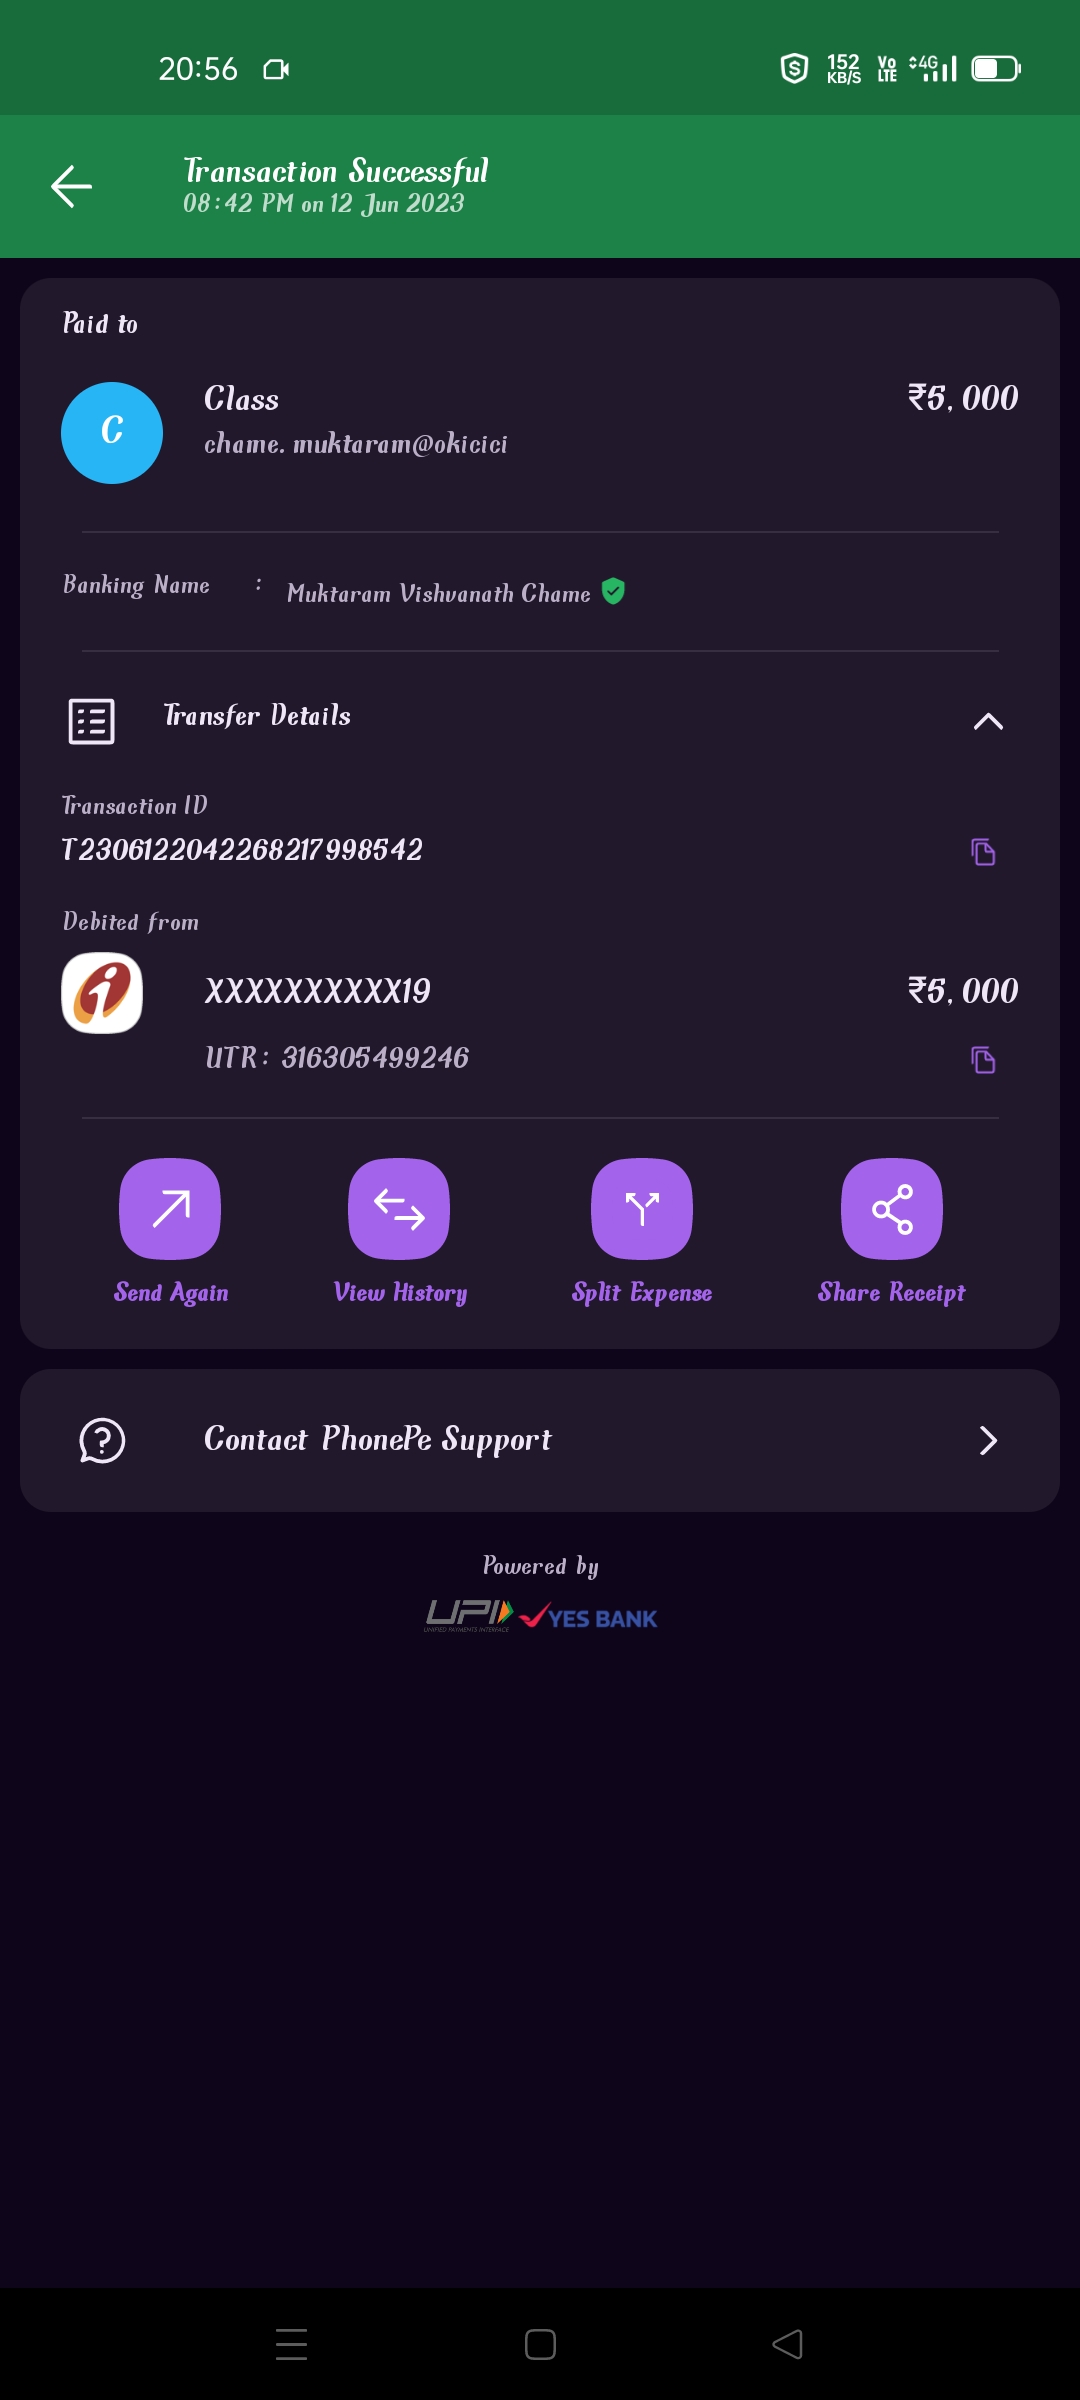 20:56
152 KB/S
Vo LTE
4G
Transaction Successful
08:42 PM on 12 Jun 2023
Paid to
C
Class
₹5,000
chame.muktaram@okicici
Banking Name : Muktaram Vishvanath Chame
Transfer Details
Transaction ID
T2306122042268217998542
Debited from
XXXXXXXXXX19
₹5,000
UTR: 316305499246
Send Again
View History
Split Expense
Share Receipt
Contact PhonePe Support
Powered by
UPI YES BANK
UNIFIED PAYMENTS INTERFACE